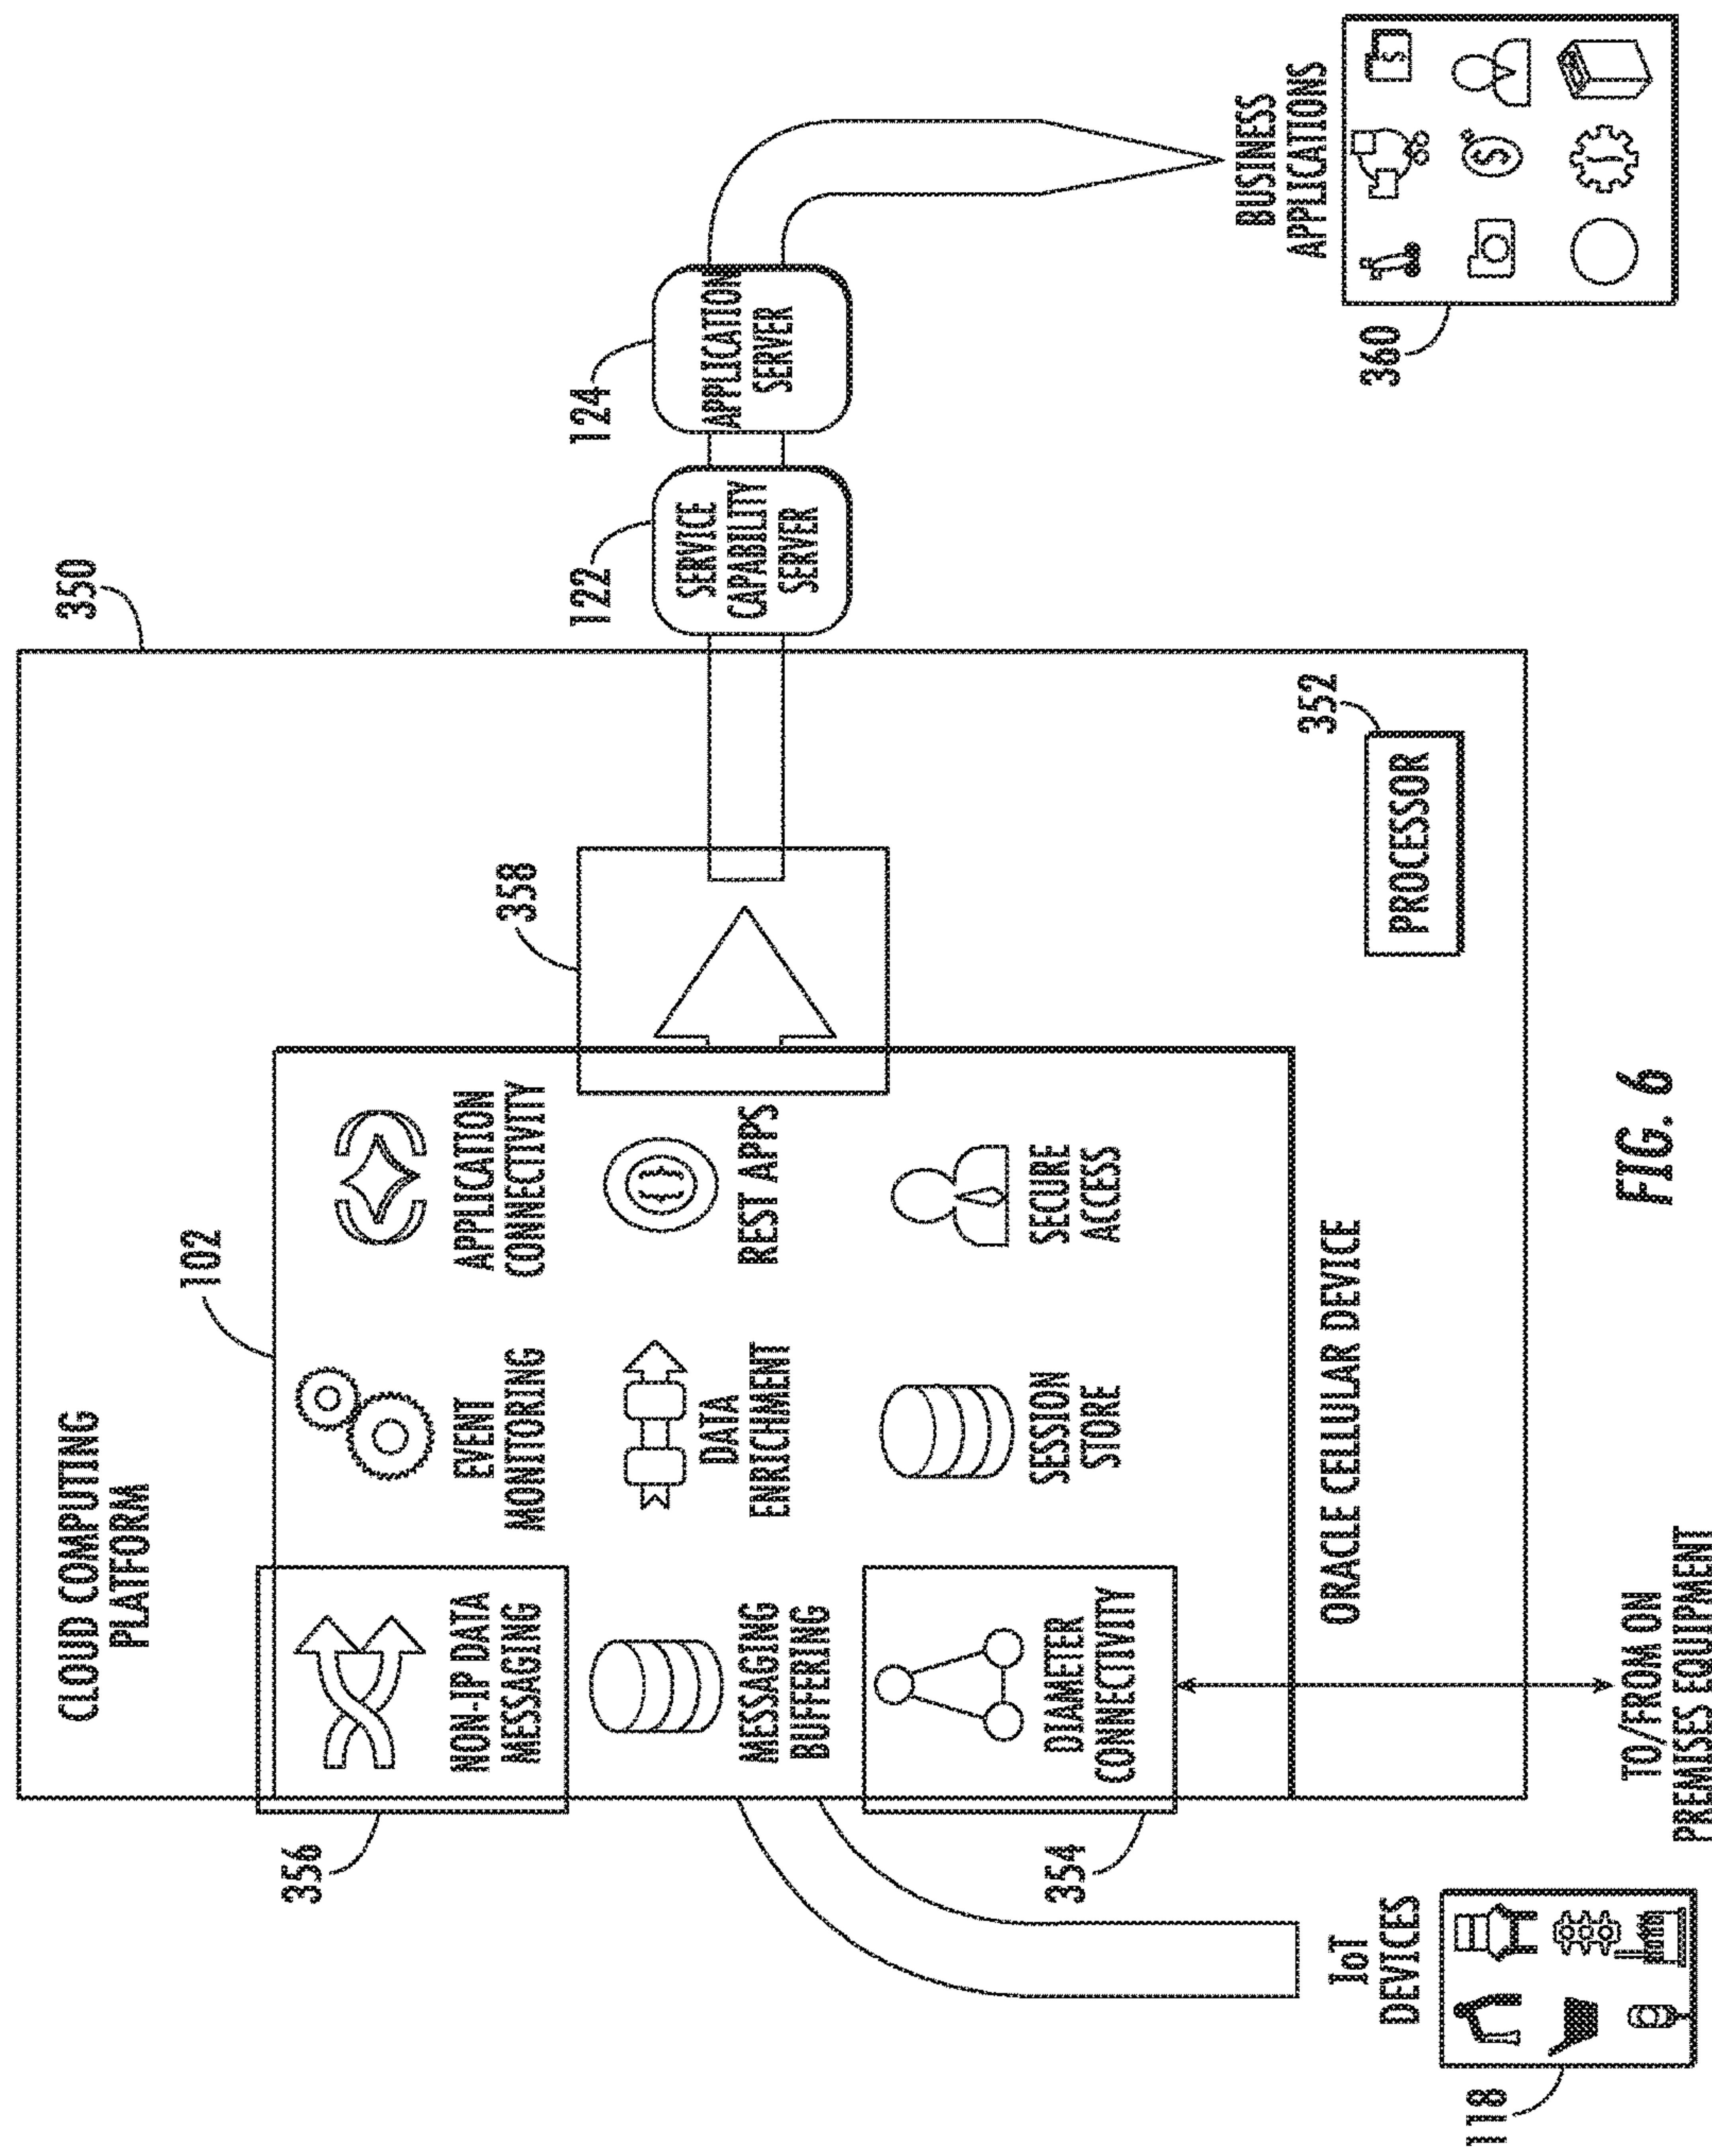 350
CLOUD COMPUTING
PLATFORM
102
356
NON-IP DATA
MESSAGING
EVENT
MONITORING
APPLICATION
CONNECTIVITY
358
122
124
SERVICE
CAPABILITY
SERVER
APPLICATION
SERVER
MESSAGING
BUFFERING
DATA
ENRICHMENT
REST APPS
{ }
354
DIAMETER
CONNECTIVITY
SESSION
STORE
SECURE
ACCESS
ORACLE CELLULAR DEVICE
352
PROCESSOR
BUSINESS
APPLICATIONS
360
$
$
IoT
DEVICES
118
TO/FROM ON
PREMISES EQUIPMENT
FIG. 6